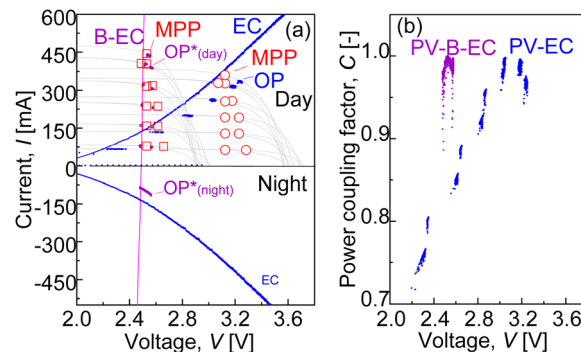 (a)
B-EC
MPP
EC
OP*(day)
MPP
OP
Day
Night
OP*(night)
EC
600
450
300
150
0
-150
-300
-450
Current, I [mA]
2.0 2.4 2.8 3.2 3.6
Voltage, V [V]
(b)
PV-B-EC PV-EC
1.0
0.9
0.8
0.7
Power coupling factor, C [-]
2.0 2.4 2.8 3.2 3.6
Voltage, V [V]